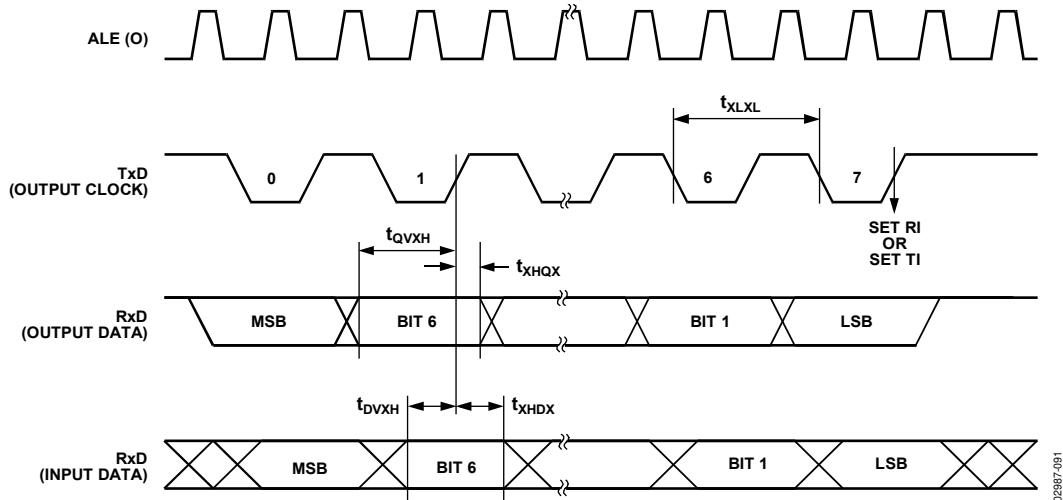 ALE (O)
t_XLXL
TxD
(OUTPUT CLOCK)
0 1 6 7
SET RI
OR
SET TI
t_QVXH
t_XHQX
RxD
(OUTPUT DATA)
MSB BIT 6 BIT 1 LSB
t_DVXH t_XHDX
RxD
(INPUT DATA)
MSB BIT 6 BIT 1 LSB
02987-091